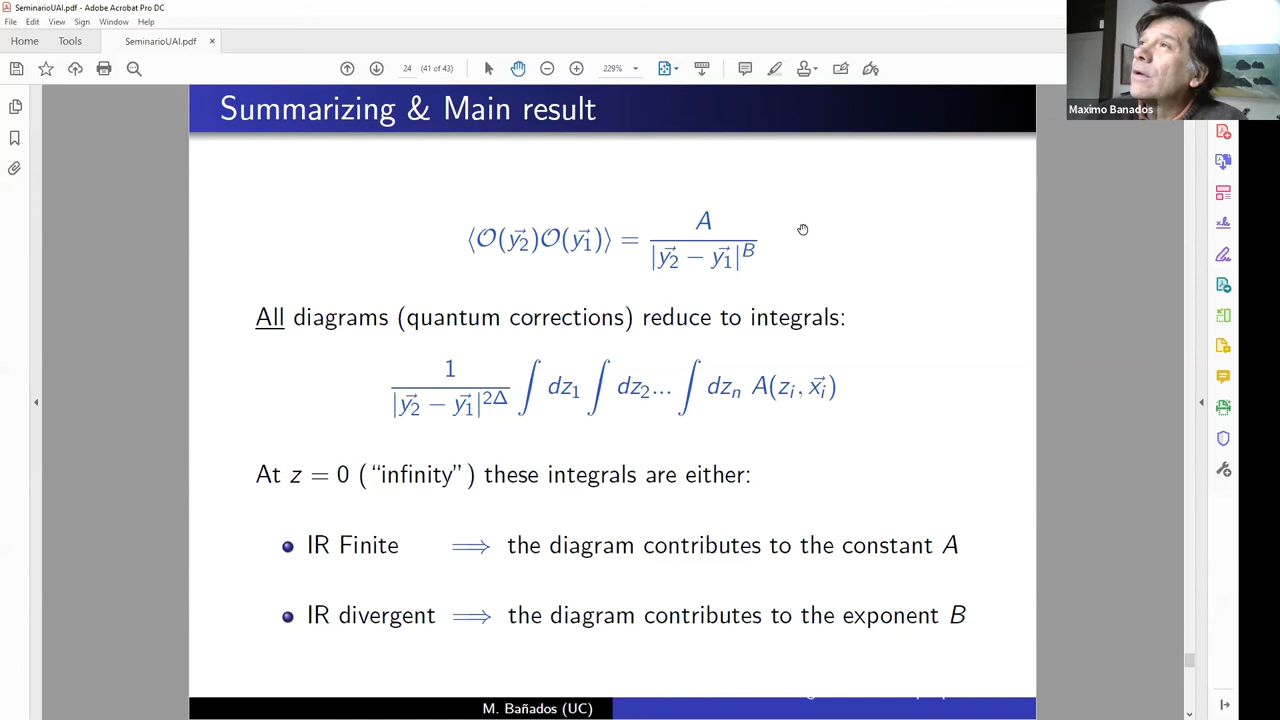 SeminarioUAI.pdf - Adobe Acrobat Pro DC
File Edit View Sign Window Help
Home Tools SeminarioUAI.pdf ×
24 (41 of 43) 229%
Maximo Banados
Summarizing & Main result
⟨O(y⃗₂)O(y⃗₁)⟩ = A / |y⃗₂ − y⃗₁|^B
All diagrams (quantum corrections) reduce to integrals:
1 / |y⃗₂ − y⃗₁|^2Δ ∫ dz₁ ∫ dz₂... ∫ dzₙ A(zᵢ, x⃗ᵢ)
At z = 0 ("infinity") these integrals are either:
IR Finite ⟹ the diagram contributes to the constant A
IR divergent ⟹ the diagram contributes to the exponent B
M. Bañados (UC)